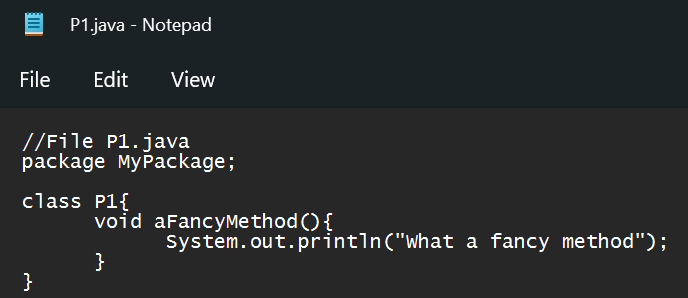 P1.java - Notepad
File Edit View
//File P1.java
package MyPackage;
class P1{
void aFancyMethod(){
System.out.println("What a fancy method");
}
}